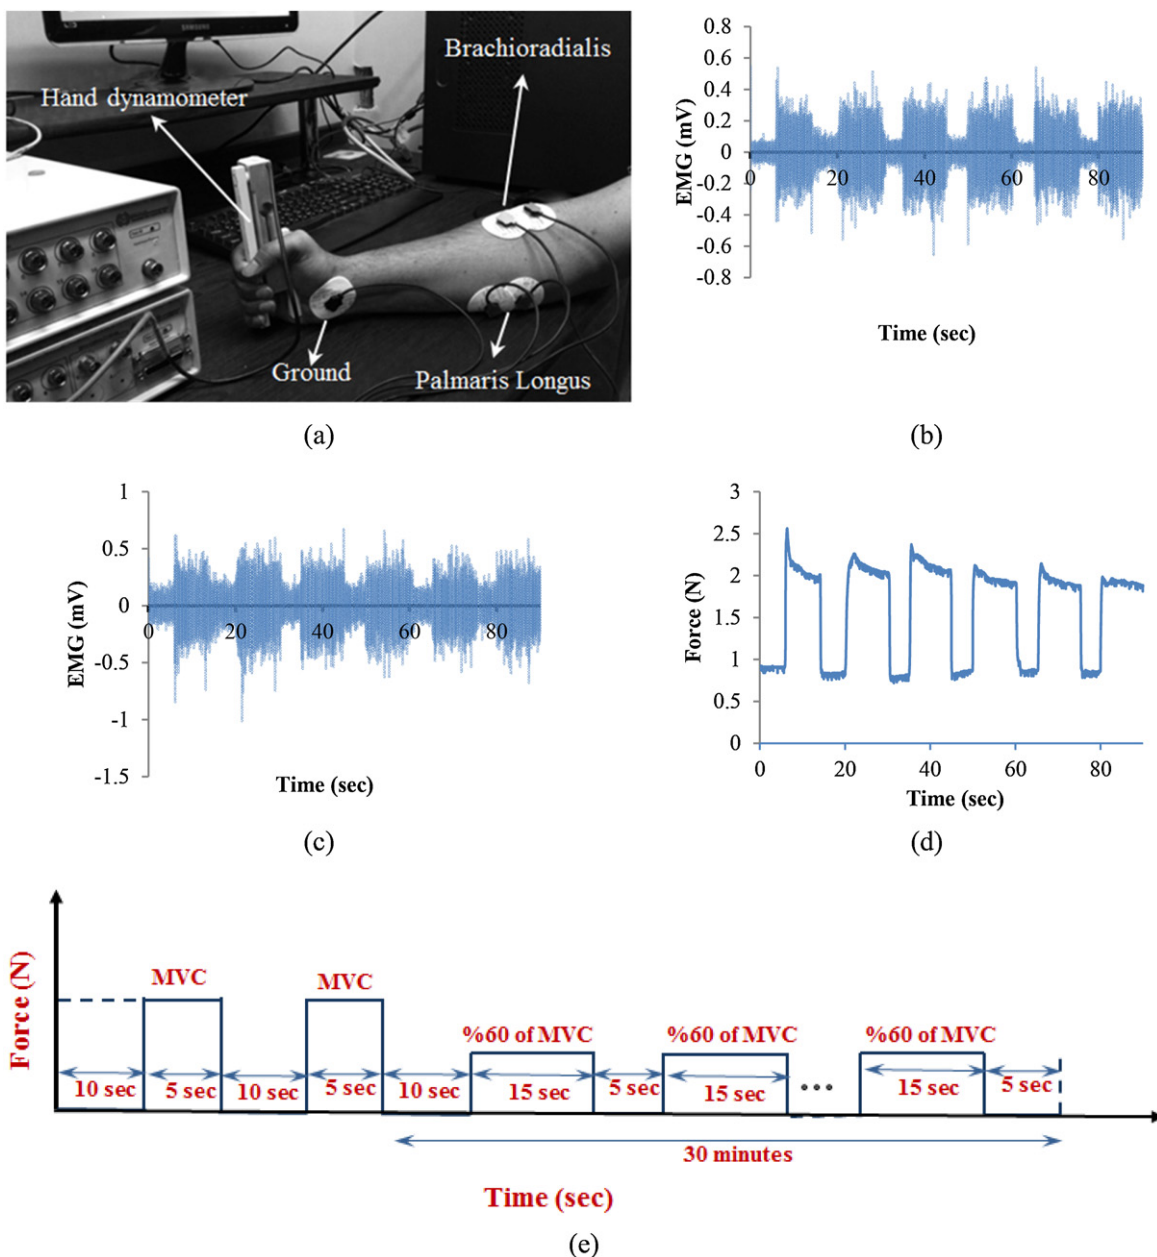 Brachioradialis
Hand dynamometer
SAMSUNG
Ground
Palmaris Longus
(a)
0.8
0.6
0.4
0.2
0
-0.2
-0.4
-0.6
-0.8
0 20 40 60 80
EMG (mV)
Time (sec)
(b)
1
0.5
0
-0.5
-1
-1.5
0 20 40 60 80
EMG (mV)
Time (sec)
(c)
3
2.5
2
1.5
1
0.5
0
0 20 40 60 80
Force (N)
Time (sec)
(d)
Force (N)
MVC MVC
%60 of MVC %60 of MVC %60 of MVC
10 sec 5 sec 10 sec 5 sec 10 sec 15 sec 5 sec 15 sec ••• 15 sec 5 sec
30 minutes
Time (sec)
(e)